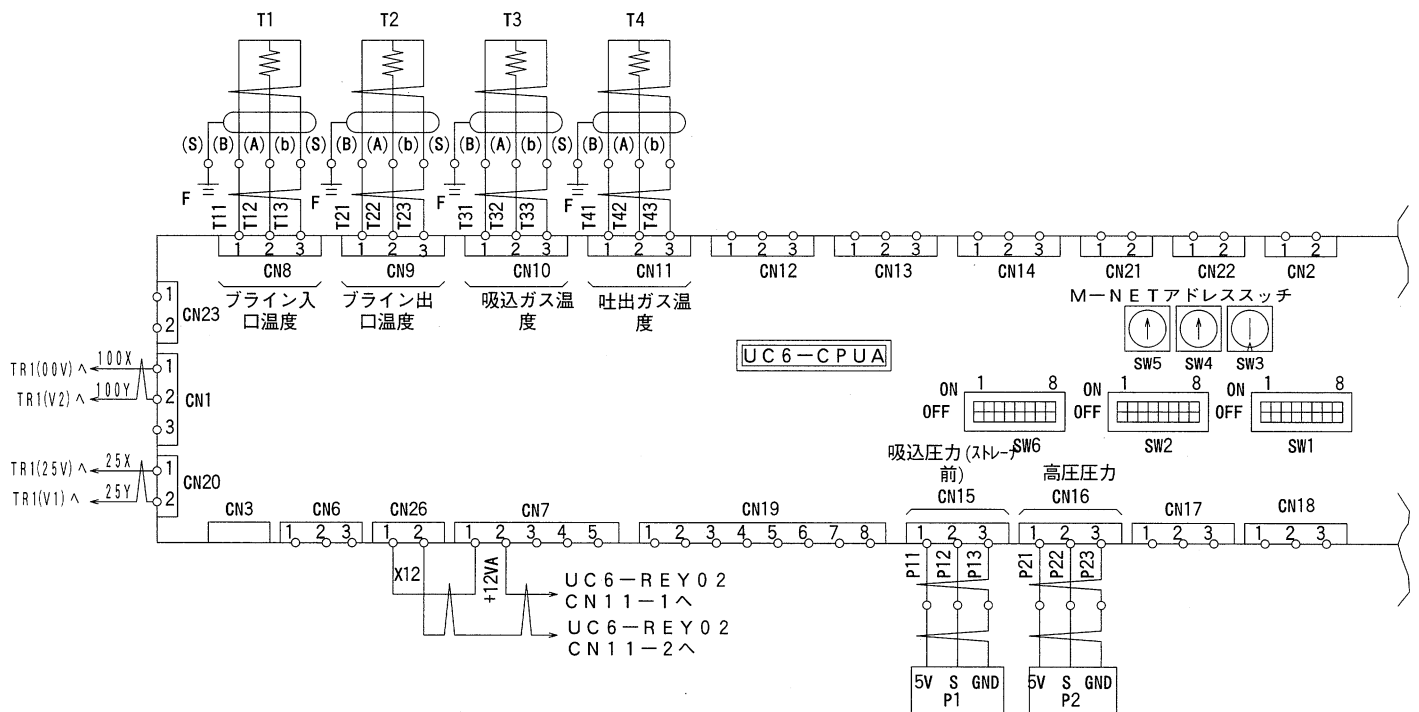 T1 T2 T3 T4
(S) (B) (A) (b) (S) (B) (A) (b) (S) (B) (A) (b) (S) (B) (A) (b)
F F F F
T11 T12 T13 T21 T22 T23 T31 T32 T33 T41 T42 T43
1 2 3 1 2 3 1 2 3 1 2 3 1 2 3 1 2 3 1 2 3 1 2 1 2 1 2
CN8 CN9 CN10 CN11 CN12 CN13 CN14 CN21 CN22 CN2
ブライン入
口温度
ブライン出
口温度
吸込ガス温
度
吐出ガス温
度
M－NETアドレススッチ
SW5 SW4 SW3
1
2
CN23
UC6－CPUA
TR1(00V)へ 100X 1
TR1(V2)へ 100Y 2
3
CN1
ON
OFF
1 8
SW6
ON
OFF
1 8
SW2
ON
OFF
1 8
SW1
TR1(25V)へ 25X 1
TR1(V1)へ 25Y 2
CN20
吸込圧力(ストレーナ
前)
高圧圧力
CN3 CN6 CN26 CN7 CN19 CN15 CN16 CN17 CN18
1 2 3 1 2 1 2 3 4 5 1 2 3 4 5 6 7 8 1 2 3 1 2 3 1 2 3 1 2 3
X12 +12VA
P11 P12 P13 P21 P22 P23
UC6－REY02
CN11－1へ
UC6－REY02
CN11－2へ
5V S GND
P1
5V S GND
P2